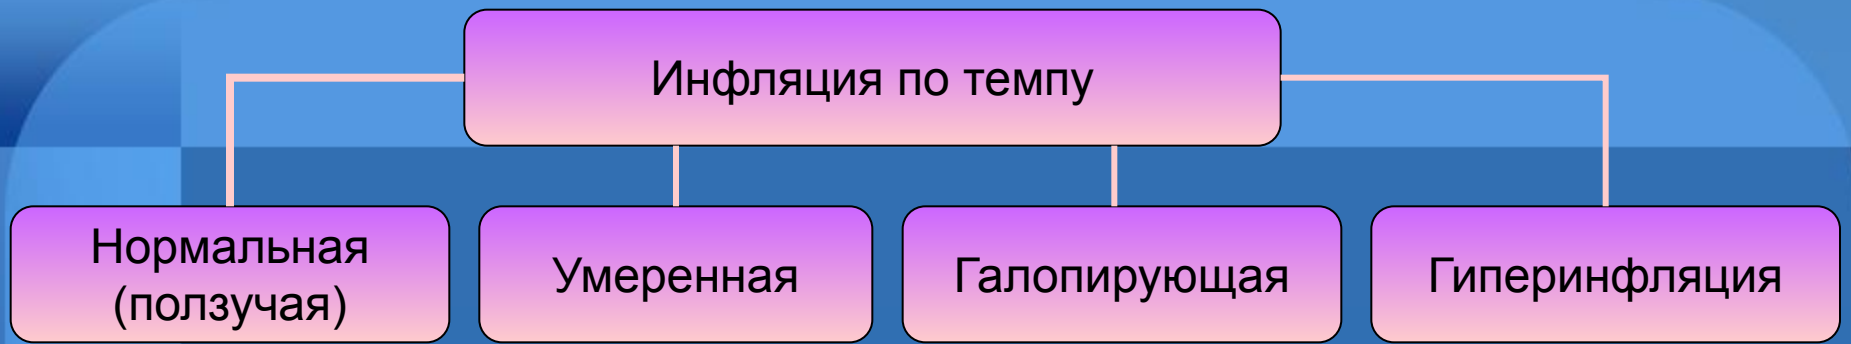 Инфляция по темпу
Нормальная
(ползучая)
Умеренная
Галопирующая
Гиперинфляция